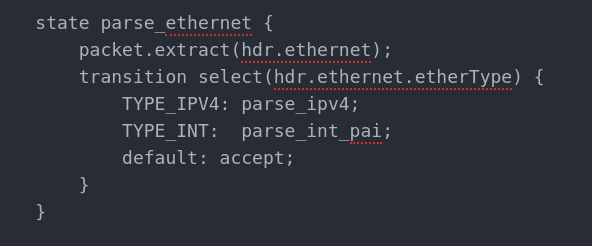 state parse_ethernet {
    packet.extract(hdr.ethernet);
    transition select(hdr.ethernet.etherType) {
        TYPE_IPV4: parse_ipv4;
        TYPE_INT:  parse_int_pai;
        default: accept;
    }
}